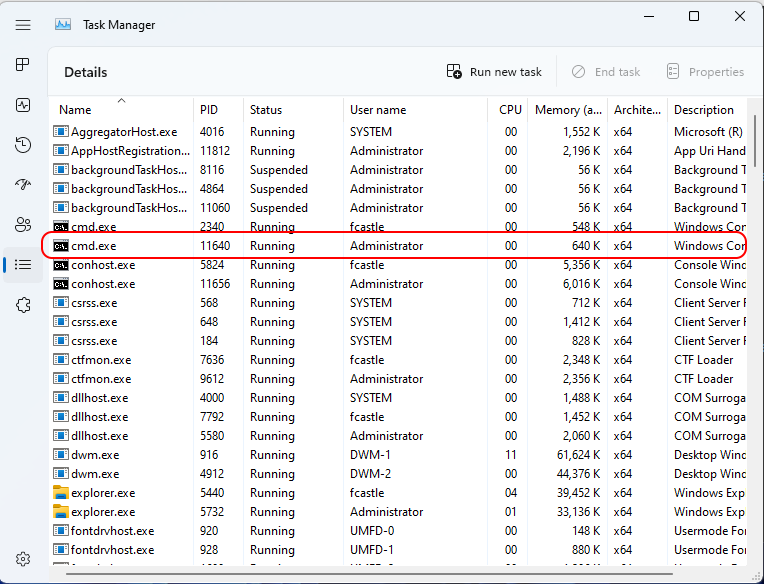 Task Manager
Details Run new task End task Properties
Name PID Status User name CPU Memory (a... Archite... Description
AggregatorHost.exe 4016 Running SYSTEM 00 1,552 K x64 Microsoft (R)
AppHostRegistration... 11812 Running Administrator 00 2,196 K x64 App Uri Hand
backgroundTaskHos... 8116 Suspended Administrator 00 56 K x64 Background T
backgroundTaskHos... 4864 Suspended Administrator 00 56 K x64 Background T
backgroundTaskHos... 11060 Suspended Administrator 00 56 K x64 Background T
cmd.exe 2340 Running fcastle 00 548 K x64 Windows Con
cmd.exe 11640 Running Administrator 00 640 K x64 Windows Con
conhost.exe 5824 Running fcastle 00 5,356 K x64 Console Wind
conhost.exe 11656 Running Administrator 00 6,016 K x64 Console Wind
csrss.exe 568 Running SYSTEM 00 712 K x64 Client Server R
csrss.exe 648 Running SYSTEM 00 1,412 K x64 Client Server R
csrss.exe 184 Running SYSTEM 00 828 K x64 Client Server R
ctfmon.exe 7636 Running fcastle 00 2,348 K x64 CTF Loader
ctfmon.exe 9612 Running Administrator 00 2,356 K x64 CTF Loader
dllhost.exe 4000 Running SYSTEM 00 1,488 K x64 COM Surroga
dllhost.exe 7792 Running fcastle 00 1,452 K x64 COM Surroga
dllhost.exe 5580 Running Administrator 00 2,060 K x64 COM Surroga
dwm.exe 916 Running DWM-1 11 61,624 K x64 Desktop Wind
dwm.exe 4912 Running DWM-2 00 44,376 K x64 Desktop Wind
explorer.exe 5440 Running fcastle 04 39,452 K x64 Windows Exp
explorer.exe 5732 Running Administrator 01 33,136 K x64 Windows Exp
fontdrvhost.exe 920 Running UMFD-0 00 148 K x64 Usermode Fo
fontdrvhost.exe 928 Running UMFD-1 00 880 K x64 Usermode Fo